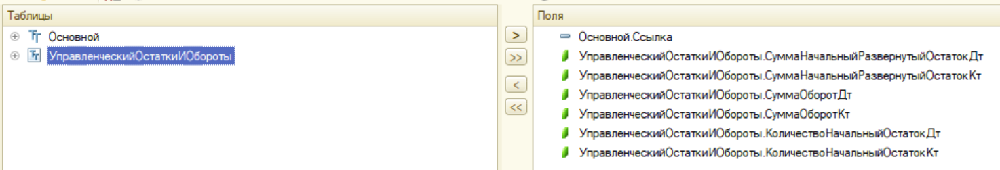 Таблицы
Основной
УправленческийОстаткиИОбороты
>
>>
<
<<
Поля
Основной.Ссылка
УправленческийОстаткиИОбороты.СуммаНачальныйРазвернутыйОстатокДт
УправленческийОстаткиИОбороты.СуммаНачальныйРазвернутыйОстатокКт
УправленческийОстаткиИОбороты.СуммаОборотДт
УправленческийОстаткиИОбороты.СуммаОборотКт
УправленческийОстаткиИОбороты.КоличествоНачальныйОстатокДт
УправленческийОстаткиИОбороты.КоличествоНачальныйОстатокКт